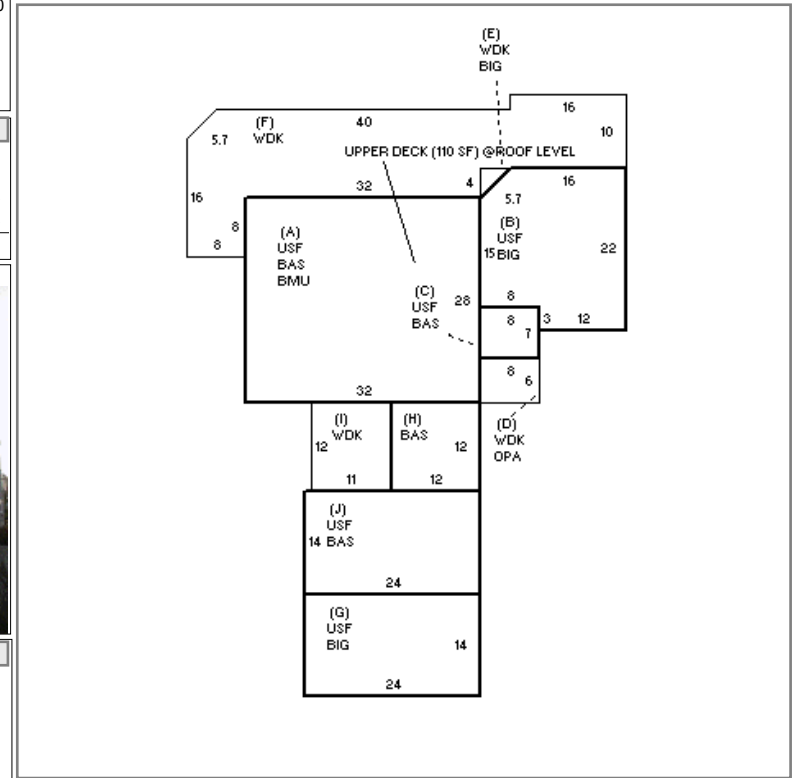 (E)
WDK
BIG
16
(F)
WDK
40
5.7
10
UPPER DECK (110 SF) @ROOF LEVEL
32
4
16
5.7
16
8
8
(A)
USF
BAS
BMU
(B)
USF
BIG
15
22
(C)
USF
BAS
28
8
8
7
3
12
32
8
6
(D)
WDK
OPA
(I)
WDK
12
11
(H)
BAS
12
12
(J)
USF
14 BAS
24
(G)
USF
BIG
14
24